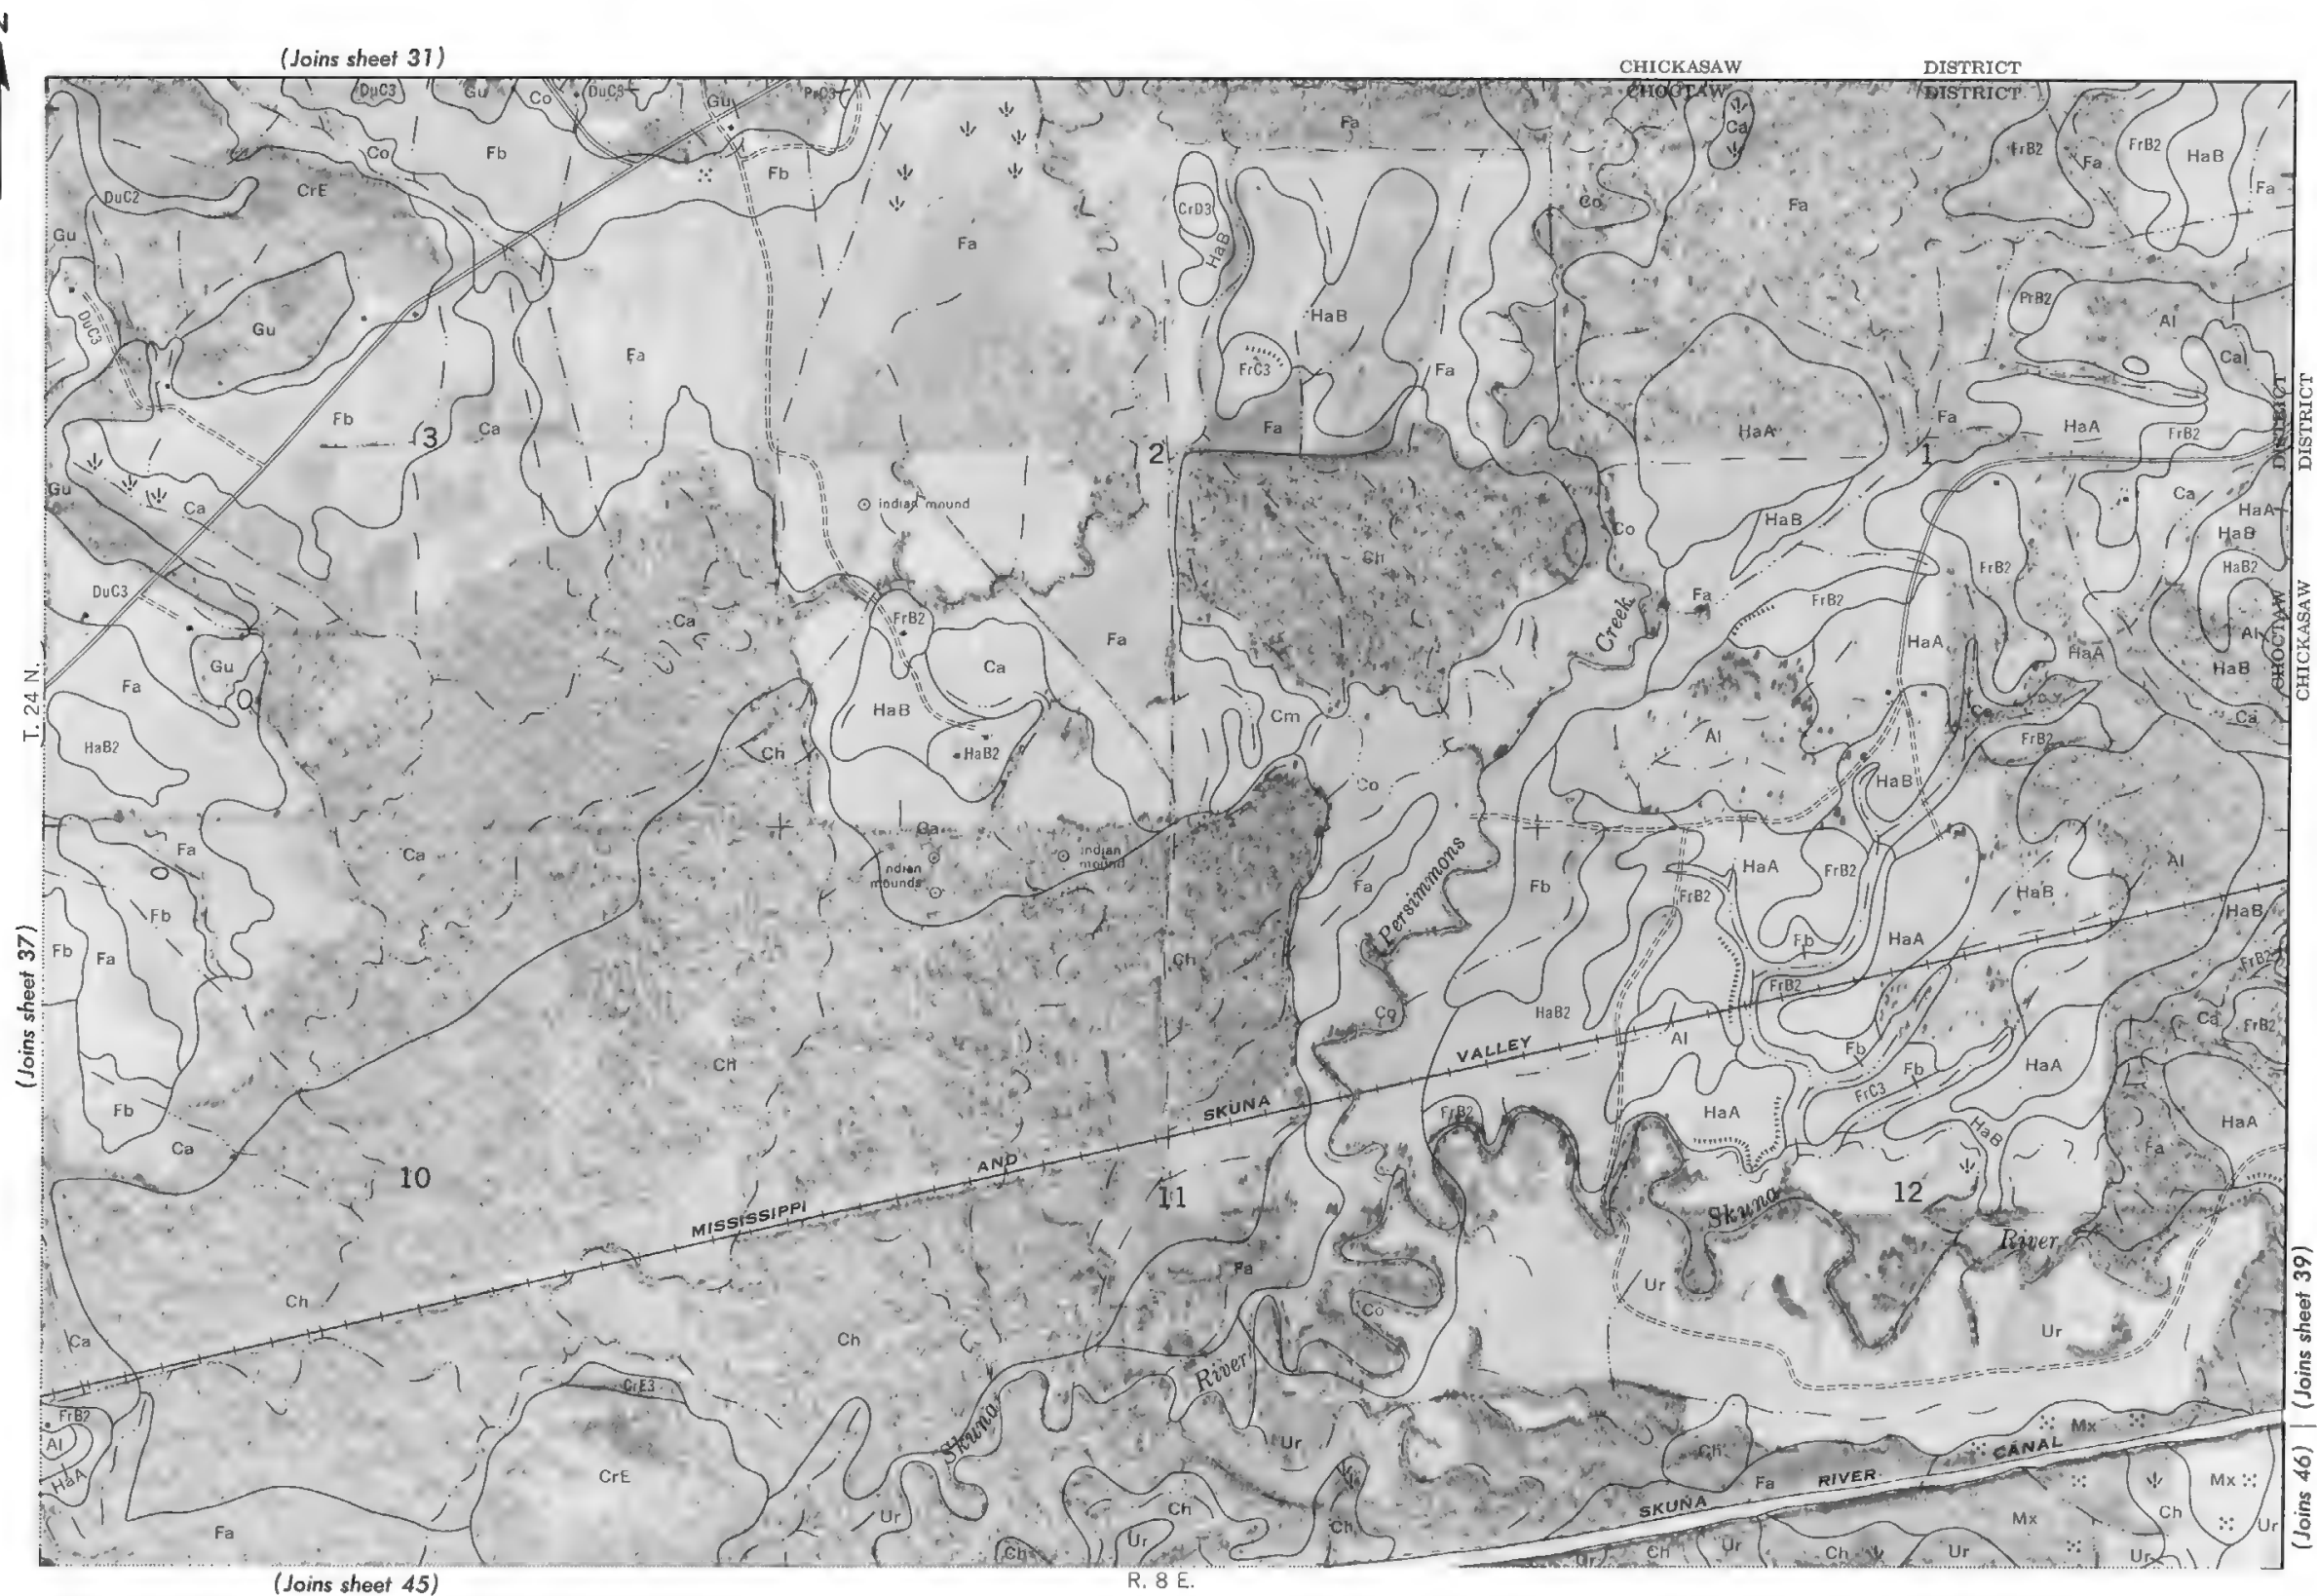 (Joins sheet 31)
CHICKASAW DISTRICT
CHOCTAW DISTRICT
DuC3 Gu Co DuC3 Gu PrC3 Fa Ca FrB2 Fa FrB2 HaB Fa
Co Fb Fb
CrE DuC2 CrD3 Co Fa
Gu HaB Fa
DuC3 Gu Fa HaB PrB2 Al
FrC3 Fa Ca
Fb 3 Ca Fa HaA Fa HaA FrB2
2 1
DISTRICT
DISTRICT
Gu Ca indian mound Ch Co HaB Ca HaA
HaB
FrB2 HaB2
DuC3 Ca FrB2 Fa Creek Fa FrB2 HaA HaA Al
CHOCTAW
CHICKASAW
T. 24 N.
Gu Ca HaB
Fa HaB Cm Ca
HaB2 Ch HaB2 Al FrB2
Co HaB
Fa Ca
indian
mound
HaA FrB2 Al
mounds
Fa Persimmons Fb FrB2 HaB
Fb HaB
Fb Fa Ch Fb HaA FrB2
(Joins sheet 37)
FrB2
Co HaB2 Ca FrB2
Ch VALLEY Al Fb Fb HaA
SKUNA FrC3
Fb FrB2 HaA HaB HaA
Ca Fa
10 AND 11 12
MISSISSIPPI Skuna
River
Fa Ur
Ch Co
Ca Ch Ur
River
CrE3
(Joins sheet 39)
FrB2 Skuna Mx
Al Ur Ch CANAL
HaA CrE Fa RIVER Mx
Ch SKUNA Ch
Fa Ur Ur Ch Mx Ur
Ch Ch Ur Ch Ur Ur
(Joins 46)
(Joins sheet 45)
R. 8 E.